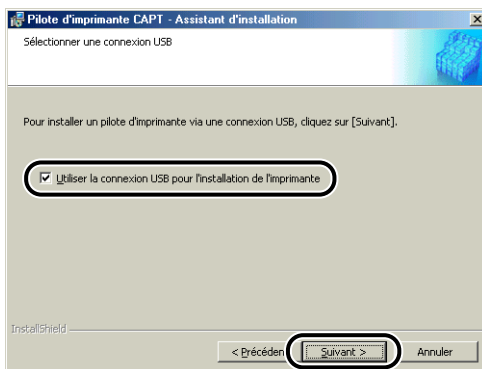 Pilote d'imprimante CAPT - Assistant d'installation
Sélectionner une connexion USB
Pour installer un pilote d'imprimante via une connexion USB, cliquez sur [Suivant].
Utiliser la connexion USB pour l'installation de l'imprimante
InstallShield
< Précéden
Suivant >
Annuler